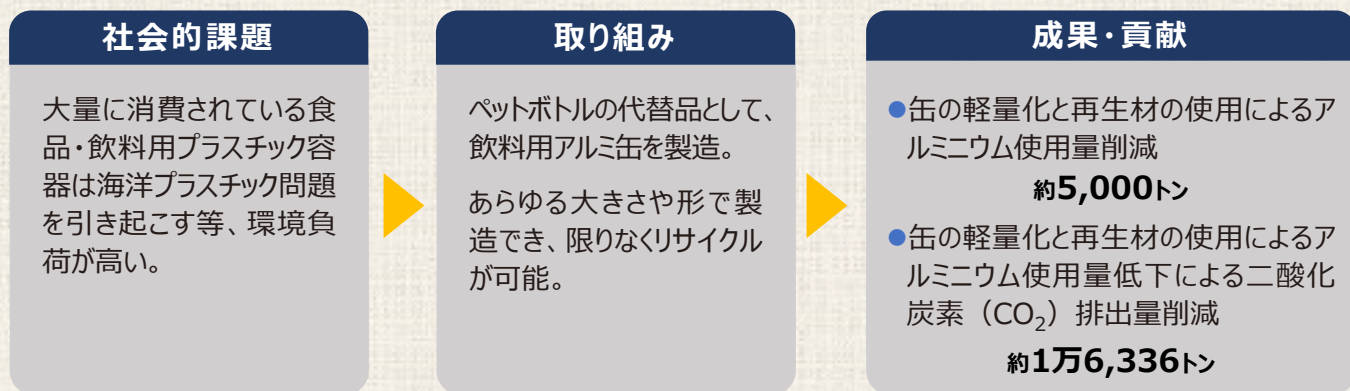 社会的課題
大量に消費されている食
品・飲料用プラスチック容
器は海洋プラスチック問題
を引き起こす等、環境負
荷が高い。
取り組み
ペットボトルの代替品として、
飲料用アルミ缶を製造。
あらゆる大きさや形で製
造でき、限りなくリサイクル
が可能。
成果・貢献
●缶の軽量化と再生材の使用によるア
ルミニウム使用量削減
約5,000トン
●缶の軽量化と再生材の使用によるア
ルミニウム使用量低下による二酸化
炭素（CO₂）排出量削減
約1万6,336トン